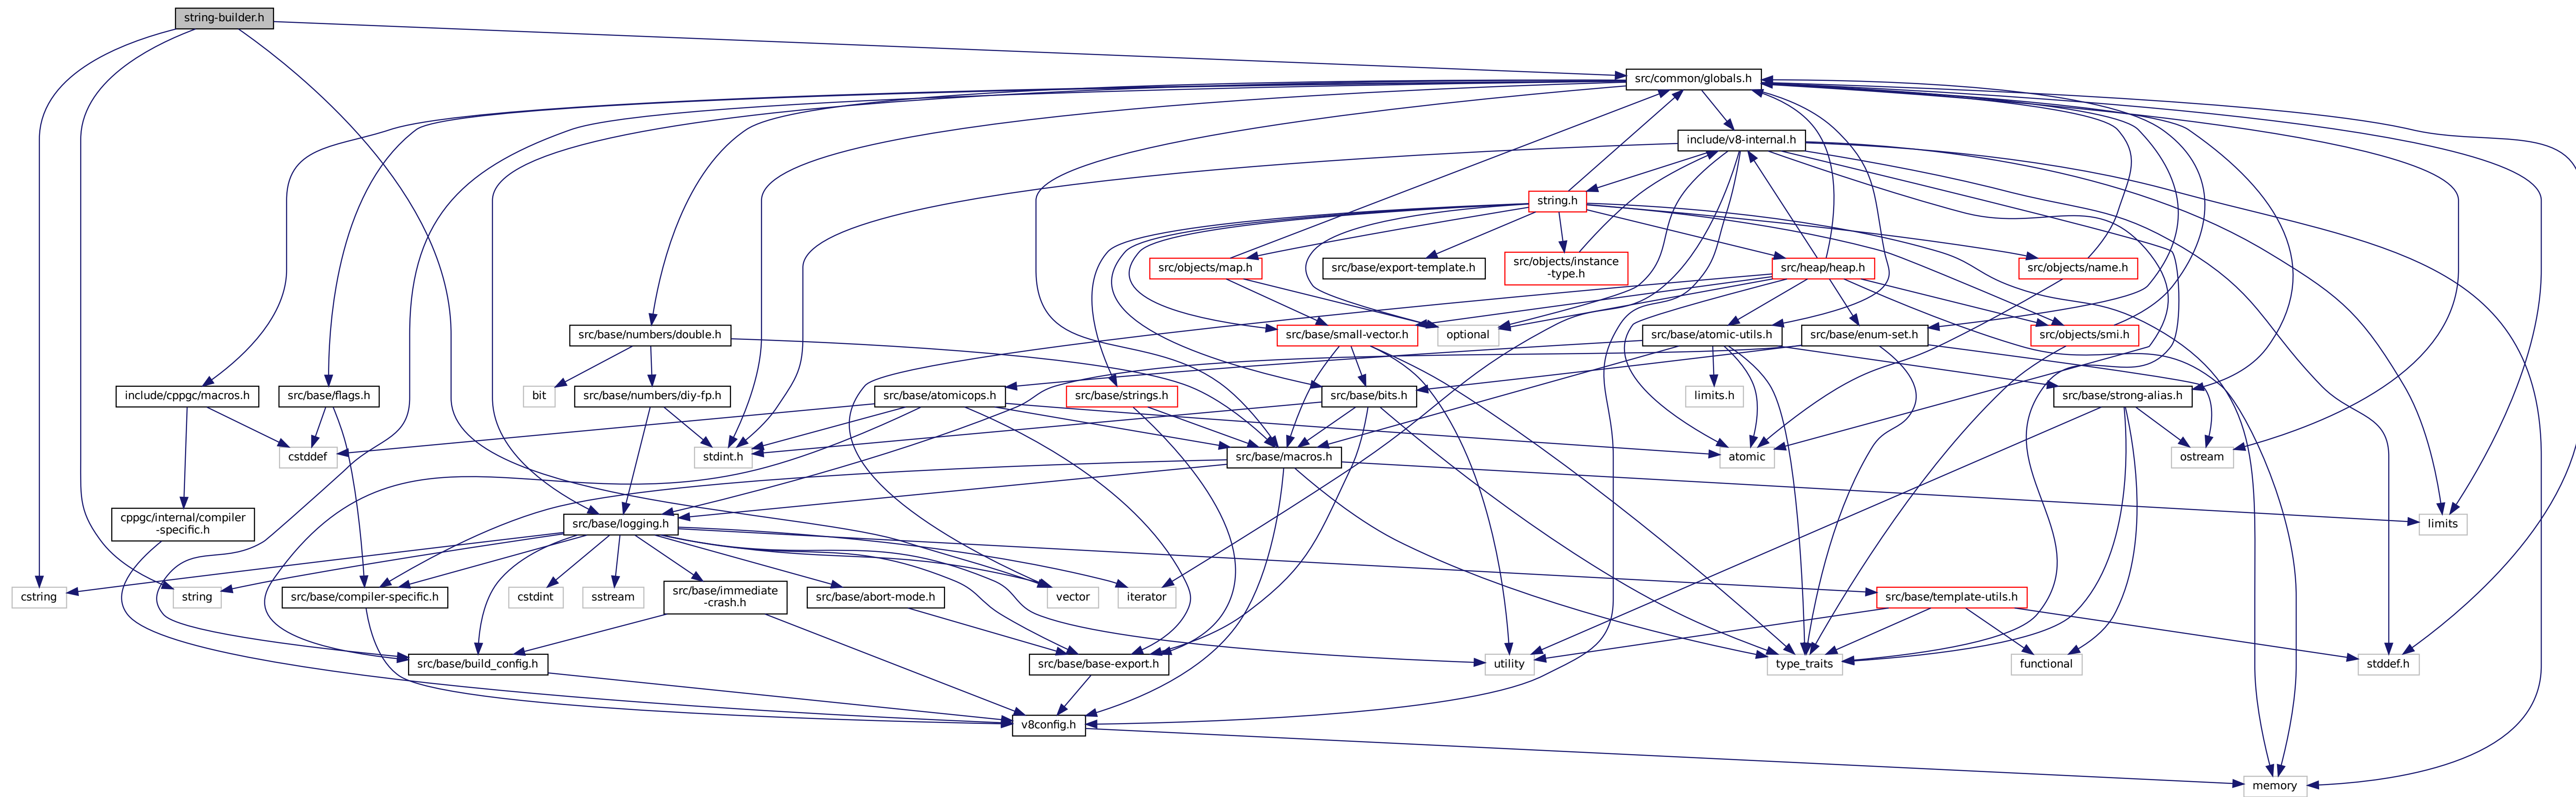 string-builder.h
src/common/globals.h
include/v8-internal.h
string.h
src/objects/map.h
src/base/export-template.h
src/objects/instance
-type.h
src/heap/heap.h
src/objects/name.h
src/base/numbers/double.h
src/base/small-vector.h
optional
src/base/atomic-utils.h
src/base/enum-set.h
src/objects/smi.h
include/cppgc/macros.h
src/base/flags.h
bit
src/base/numbers/diy-fp.h
src/base/atomicops.h
src/base/strings.h
src/base/bits.h
limits.h
src/base/strong-alias.h
cstddef
stdint.h
src/base/macros.h
atomic
ostream
cppgc/internal/compiler
-specific.h
src/base/logging.h
limits
cstring
string
src/base/compiler-specific.h
cstdint
sstream
src/base/immediate
-crash.h
src/base/abort-mode.h
vector
iterator
src/base/template-utils.h
src/base/build_config.h
src/base/base-export.h
utility
type_traits
functional
stddef.h
v8config.h
memory